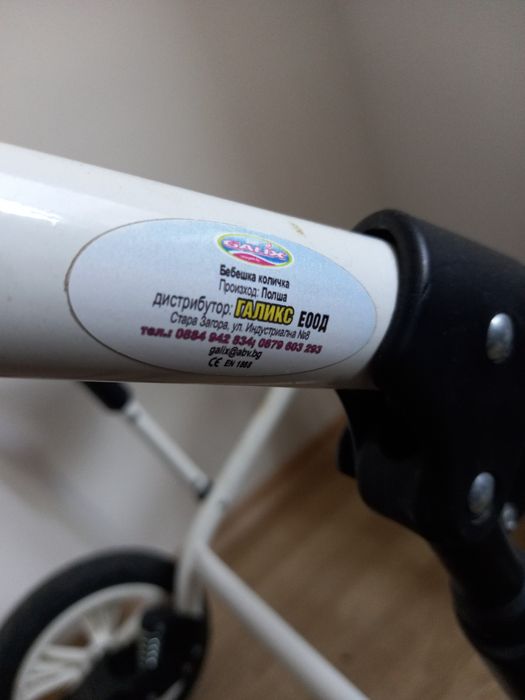 GALIX
Бебешка количка
Произход: Полша
дистрибутор: ГАЛИКС ЕООД
Стара Загора, ул. Индустриална №8
тел.: 0884 942 834; 0879 603 293
galix@abv.bg
CE EN 1888